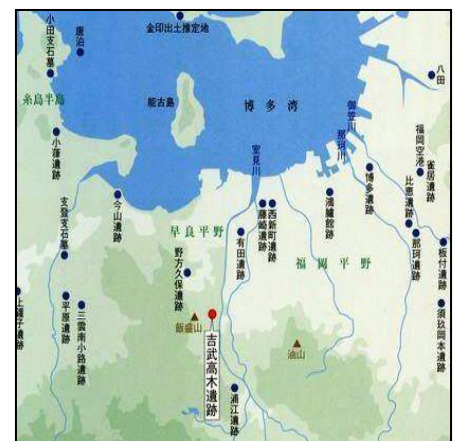 金印出土推定地
小田支石墓
唐泊
糸島半島
能古島
博多湾
御笠川
那珂川
八田
室見川
小葎遺跡
今山遺跡
支登支石墓
早良平野
野方久保遺跡
有田遺跡
藤崎遺跡
西新町遺跡
鴻臚館跡
福岡平野
博多遺跡
福岡空港
雀居遺跡
比恵遺跡
那珂遺跡
板付遺跡
須玖岡本遺跡
平原遺跡
三雲南小路遺跡
飯盛山
吉武高木遺跡
油山
浦江遺跡